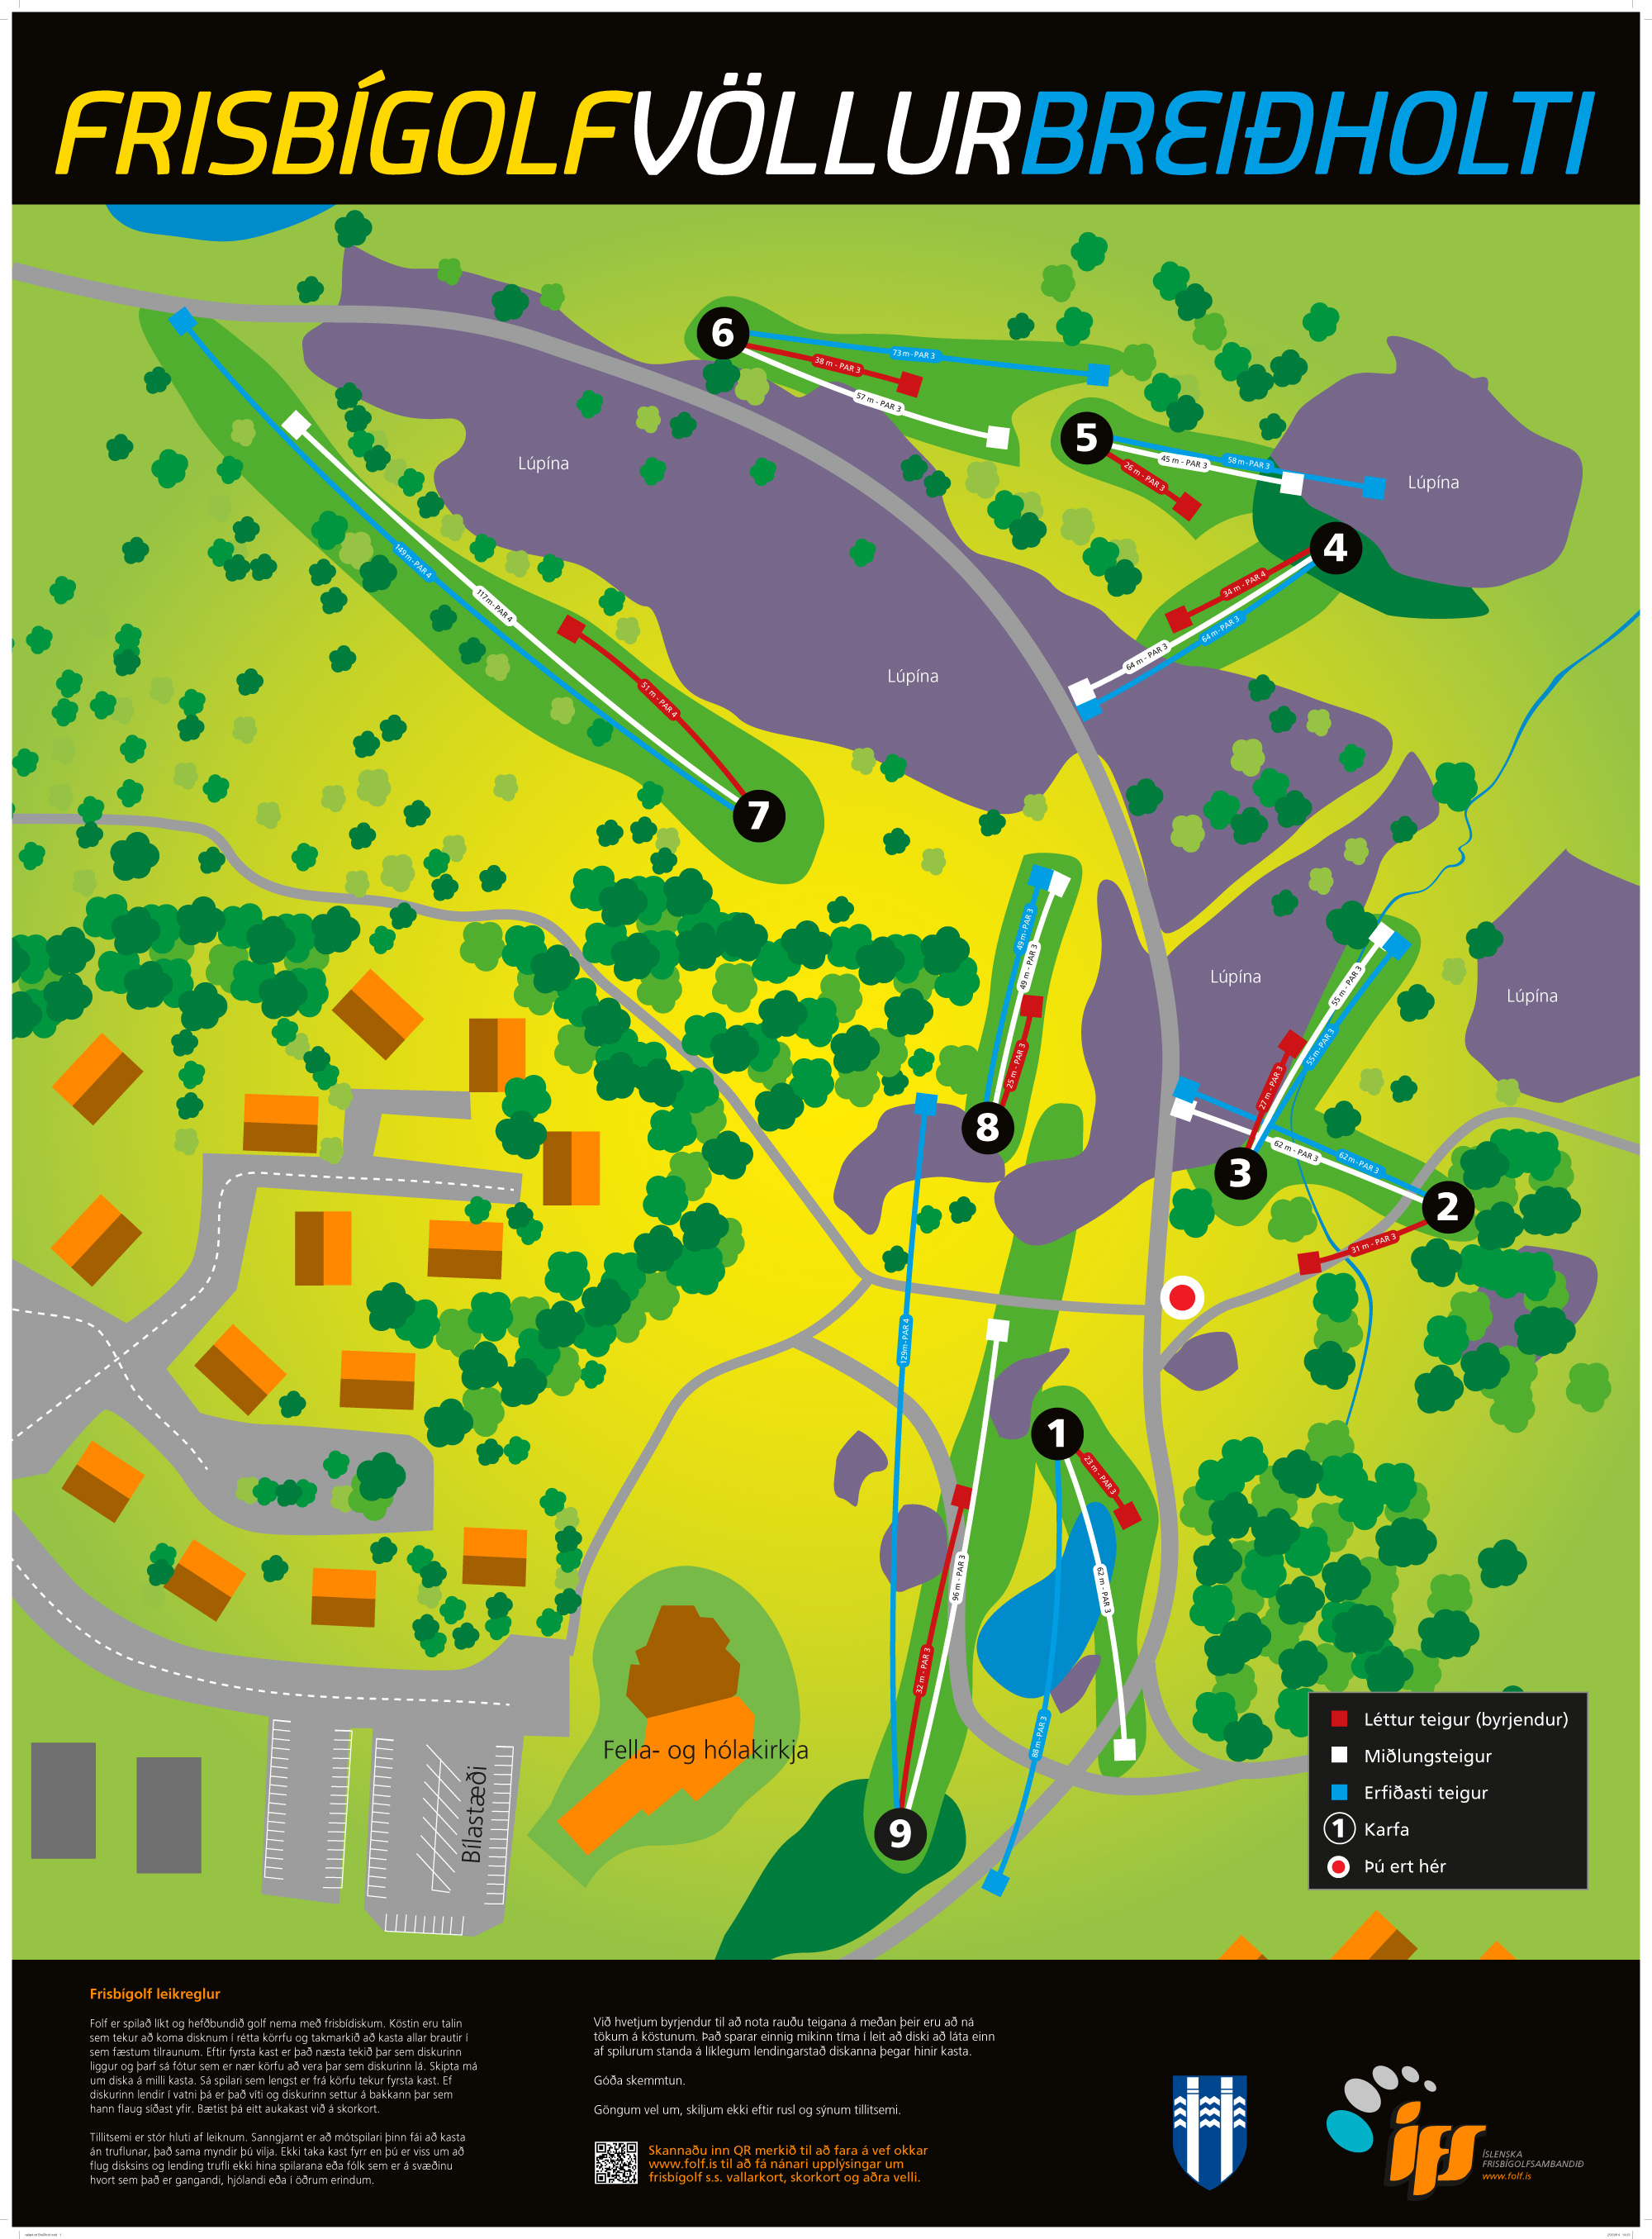 FRISBÍGOLFVÖLLURBREIÐHOLTI
6
73 m - PAR 3
38 m - PAR 3
57 m - PAR 3
5
45 m - PAR 3
58 m - PAR 3
26 m - PAR 3
Lúpína
Lúpína
4
34 m - PAR 4
64 m - PAR 3
64 m - PAR 3
149 m - PAR 4
117 m - PAR 4
51 m - PAR 4
7
Lúpína
49 m - PAR 3
49 m - PAR 3
25 m - PAR 3
8
Lúpína
Lúpína
55 m - PAR 3
55 m - PAR 3
27 m - PAR 3
62 m - PAR 3
62 m - PAR 3
3
2
31 m - PAR 3
129 m - PAR 4
1
23 m - PAR 3
96 m - PAR 3
62 m - PAR 3
32 m - PAR 3
88 m - PAR 3
Fella- og hólakirkja
Bílastæði
9
Léttur teigur (byrjendur)
Miðlungsteigur
Erfiðasti teigur
1 Karfa
Þú ert hér
Frisbígolf leikreglur
Folf er spilað líkt og hefðbundið golf nema með frisbídiskum. Köstin eru talin
sem tekur að koma disknum í rétta körrfu og takmarkið að kasta allar brautir í
sem fæstum tilraunum. Eftir fyrsta kast er það næsta tekið þar sem diskurinn
liggur og þarf sá fótur sem er nær körfu að vera þar sem diskurinn lá. Skipta má
um diska á milli kasta. Sá spilari sem lengst er frá körfu tekur fyrsta kast. Ef
diskurinn lendir í vatni þá er það víti og diskurinn settur á bakkann þar sem
hann flaug síðast yfir. Bætist þá eitt aukakast við á skorkort.
Tillitsemi er stór hluti af leiknum. Sanngjarnt er að mótspilari þinn fái að kasta
án truflunar, það sama myndir þú vilja. Ekki taka kast fyrr en þú er viss um að
flug disksins og lending trufli ekki hina spilarana eða fólk sem er á svæðinu
hvort sem það er gangandi, hjólandi eða í öðrum erindum.
Við hvetjum byrjendur til að nota rauðu teigana á meðan þeir eru að ná
tökum á köstunum. Það sparar einnig mikinn tíma í leit að diski að láta einn
af spilurum standa á líklegum lendingarstað diskanna þegar hinir kasta.
Góða skemmtun.
Göngum vel um, skiljum ekki eftir rusl og sýnum tillitsemi.
Skannaðu inn QR merkið til að fara á vef okkar
www.folf.is til að fá nánari upplýsingar um
frisbígolf s.s. vallarkort, skorkort og aðra velli.
ifs
ÍSLENSKA
FRISBÍGOLFSAMBANDIÐ
www.folf.is